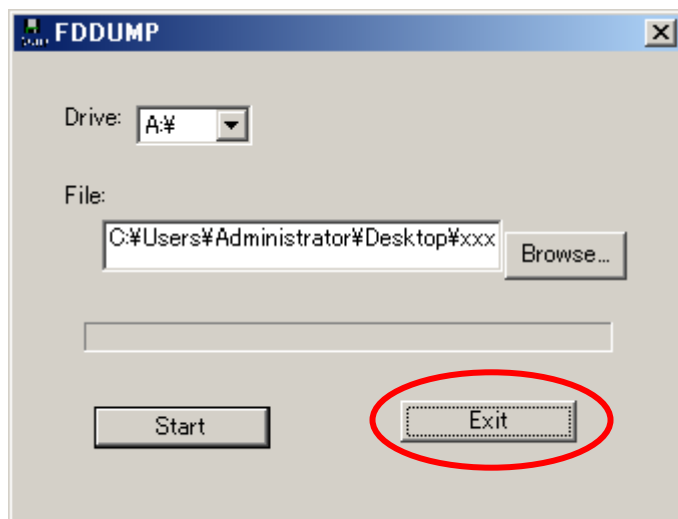 FDDUMP
Drive: A:¥
File:
C:¥Users¥Administrator¥Desktop¥xxx
Browse...
Start Exit